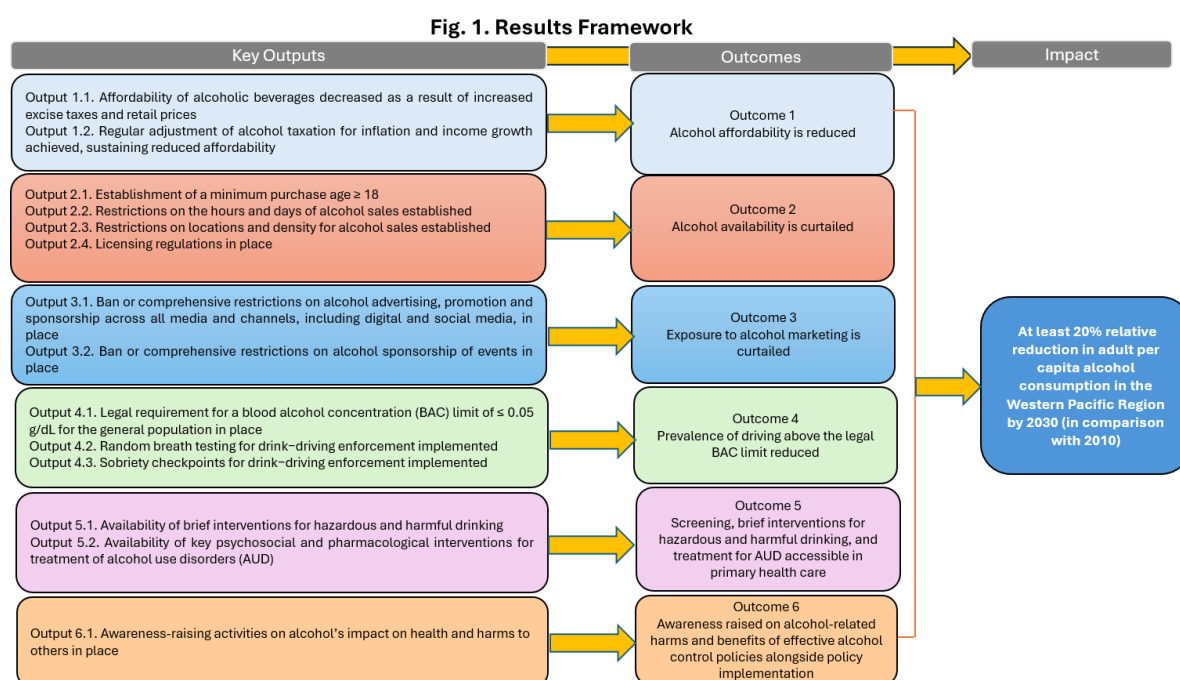 Fig. 1. Results Framework
Key Outputs
Outcomes
Impact
Output 1.1. Affordability of alcoholic beverages decreased as a result of increased
excise taxes and retail prices
Output 1.2. Regular adjustment of alcohol taxation for inflation and income growth
achieved, sustaining reduced affordability
Outcome 1
Alcohol affordability is reduced
Output 2.1. Establishment of a minimum purchase age ≥ 18
Output 2.2. Restrictions on the hours and days of alcohol sales established
Output 2.3. Restrictions on locations and density for alcohol sales established
Output 2.4. Licensing regulations in place
Outcome 2
Alcohol availability is curtailed
Output 3.1. Ban or comprehensive restrictions on alcohol advertising, promotion and
sponsorship across all media and channels, including digital and social media, in
place
Output 3.2. Ban or comprehensive restrictions on alcohol sponsorship of events in
place
Outcome 3
Exposure to alcohol marketing is
curtailed
Output 4.1. Legal requirement for a blood alcohol concentration (BAC) limit of ≤ 0.05
g/dL for the general population in place
Output 4.2. Random breath testing for drink–driving enforcement implemented
Output 4.3. Sobriety checkpoints for drink–driving enforcement implemented
Outcome 4
Prevalence of driving above the legal
BAC limit reduced
Output 5.1. Availability of brief interventions for hazardous and harmful drinking
Output 5.2. Availability of key psychosocial and pharmacological interventions for
treatment of alcohol use disorders (AUD)
Outcome 5
Screening, brief interventions for
hazardous and harmful drinking, and
treatment for AUD accessible in
primary health care
Output 6.1. Awareness-raising activities on alcohol's impact on health and harms to
others in place
Outcome 6
Awareness raised on alcohol-related
harms and benefits of effective alcohol
control policies alongside policy
implementation
At least 20% relative
reduction in adult per
capita alcohol
consumption in the
Western Pacific Region
by 2030 (in comparison
with 2010)